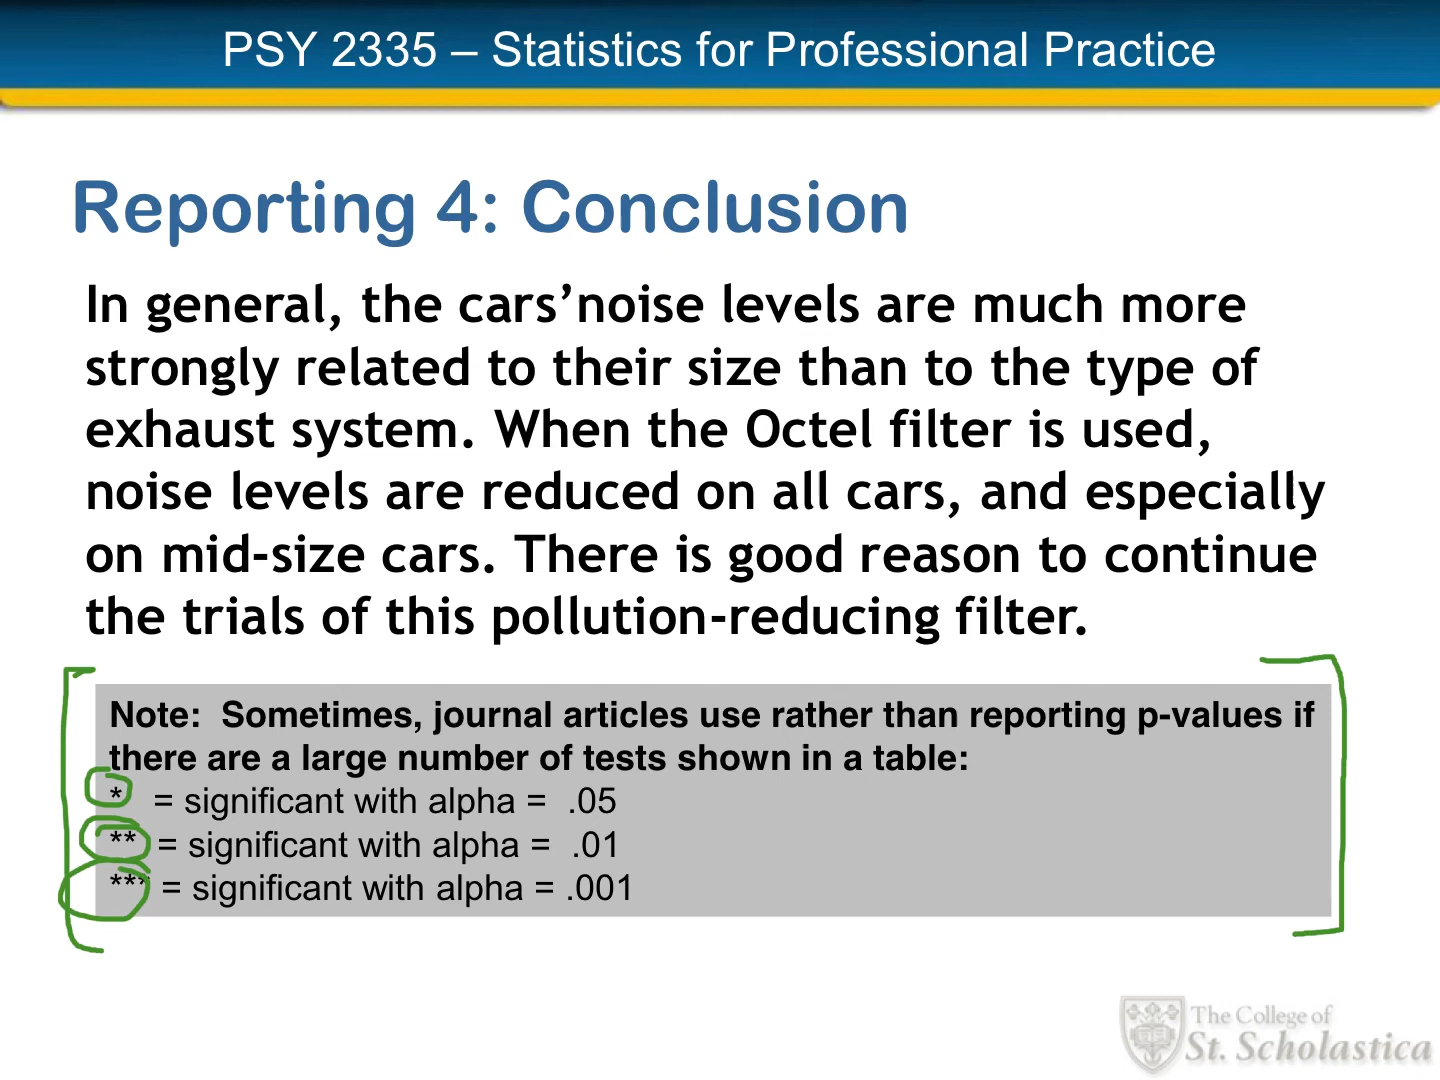 PSY 2335 – Statistics for Professional Practice
Reporting 4: Conclusion
In general, the cars’noise levels are much more
strongly related to their size than to the type of
exhaust system. When the Octel filter is used,
noise levels are reduced on all cars, and especially
on mid-size cars. There is good reason to continue
the trials of this pollution-reducing filter.
Note:  Sometimes, journal articles use rather than reporting p-values if
there are a large number of tests shown in a table:
*   = significant with alpha =  .05
**  = significant with alpha =  .01
*** = significant with alpha = .001
The College of
St. Scholastica